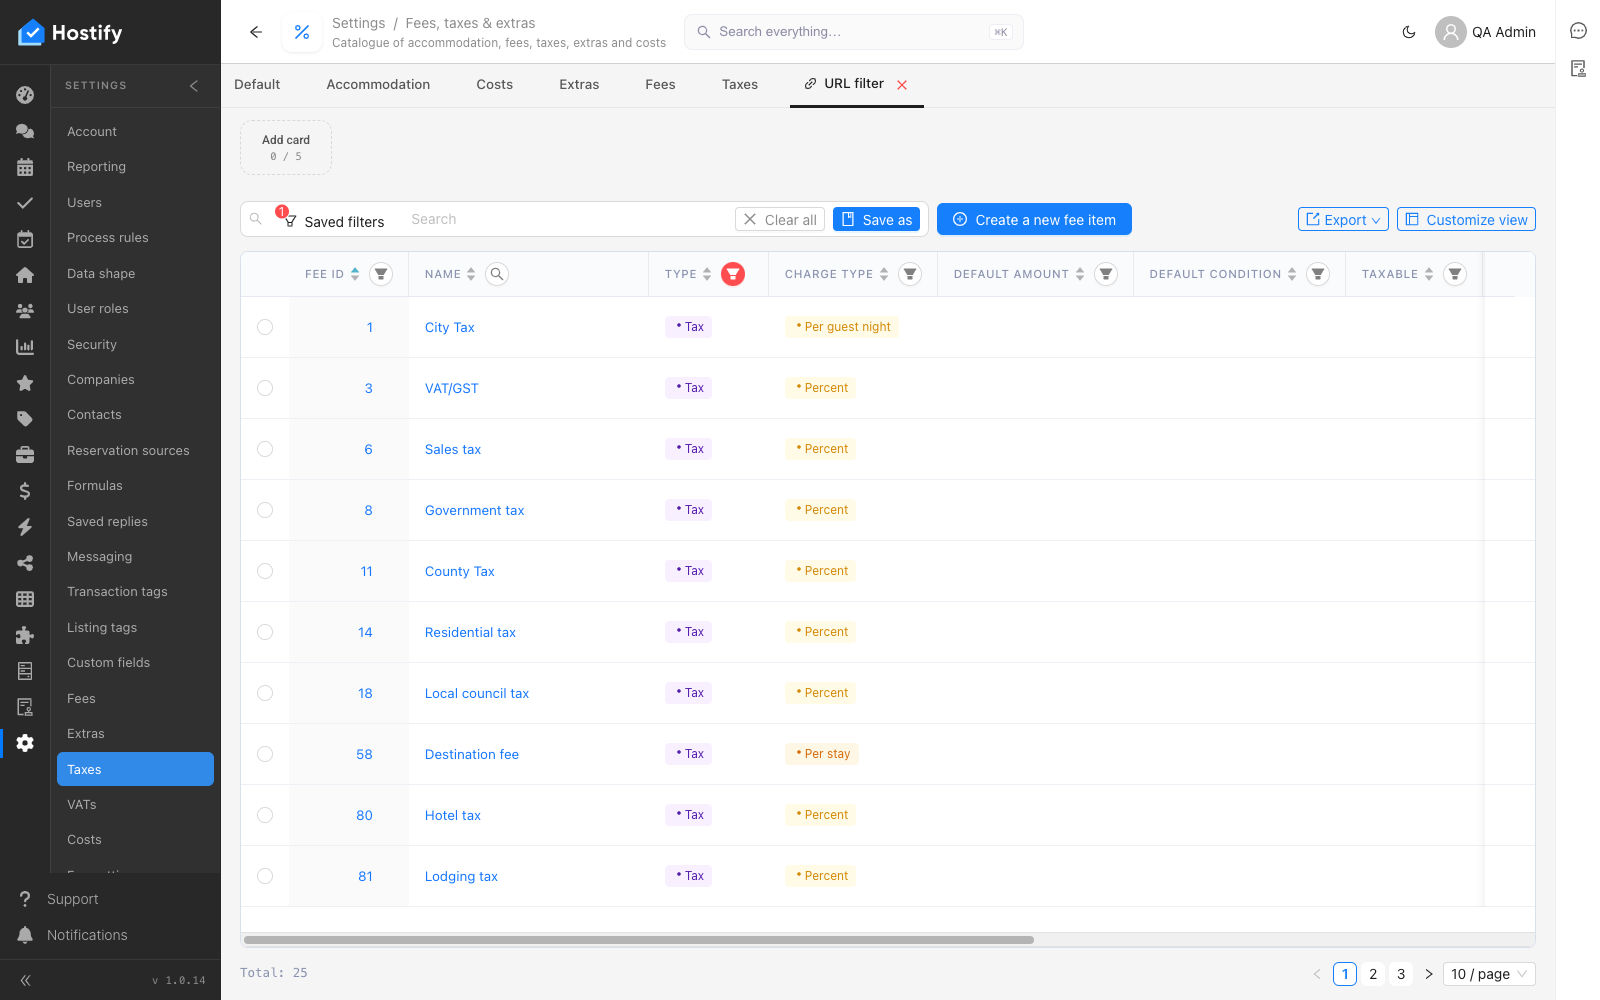 Hostify
Settings / Fees, taxes & extras
Catalogue of accommodation, fees, taxes, extras and costs
Search everything...
⌘K
QA Admin
SETTINGS
Account
Reporting
Users
Process rules
Data shape
User roles
Security
Companies
Contacts
Reservation sources
Formulas
Saved replies
Messaging
Transaction tags
Listing tags
Custom fields
Fees
Extras
Taxes
VATs
Costs
Support
Notifications
v 1.0.14
Default Accommodation Costs Extras Fees Taxes URL filter
Add card
0 / 5
1
Saved filters
Search
Clear all
Save as
Create a new fee item
Export
Customize view
FEE ID NAME TYPE CHARGE TYPE DEFAULT AMOUNT DEFAULT CONDITION TAXABLE
1 City Tax Tax Per guest night
3 VAT/GST Tax Percent
6 Sales tax Tax Percent
8 Government tax Tax Percent
11 County Tax Tax Percent
14 Residential tax Tax Percent
18 Local council tax Tax Percent
58 Destination fee Tax Per stay
80 Hotel tax Tax Percent
81 Lodging tax Tax Percent
Total: 25
1 2 3
10 / page